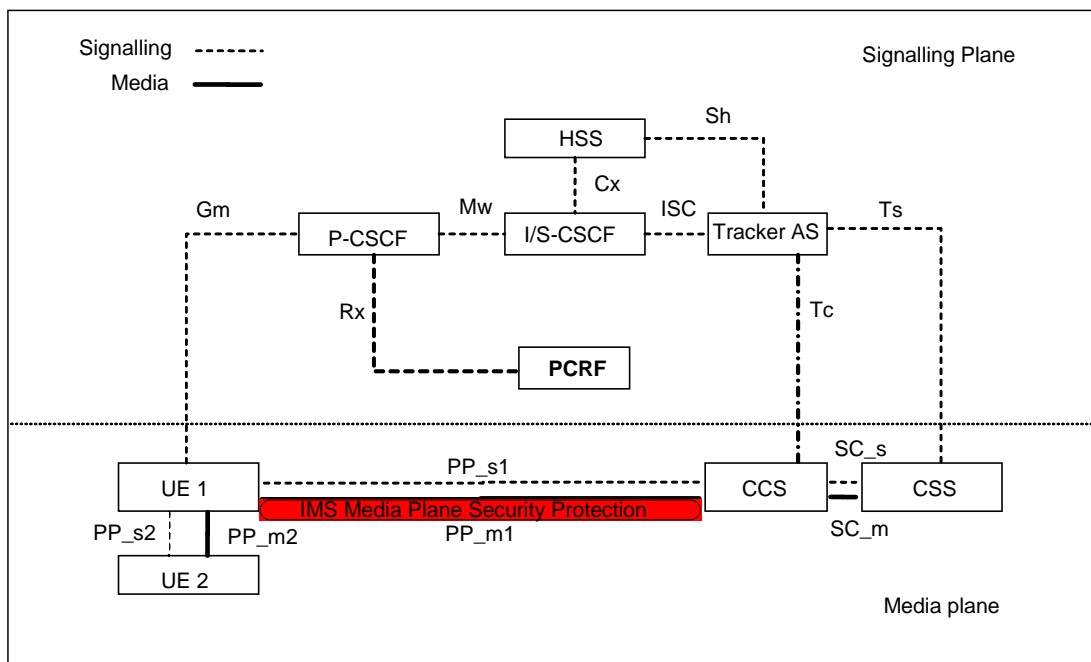 Signalling
Signalling Plane
Media
Sh
HSS
Cx
Gm
Mw
ISC
Ts
P-CSCF
I/S-CSCF
Tracker AS
Rx
Tc
PCRF
PP_s1
SC_s
UE 1
CCS
CSS
IMS Media Plane Security Protection
PP_s2
PP_m2
PP_m1
SC_m
UE 2
Media plane